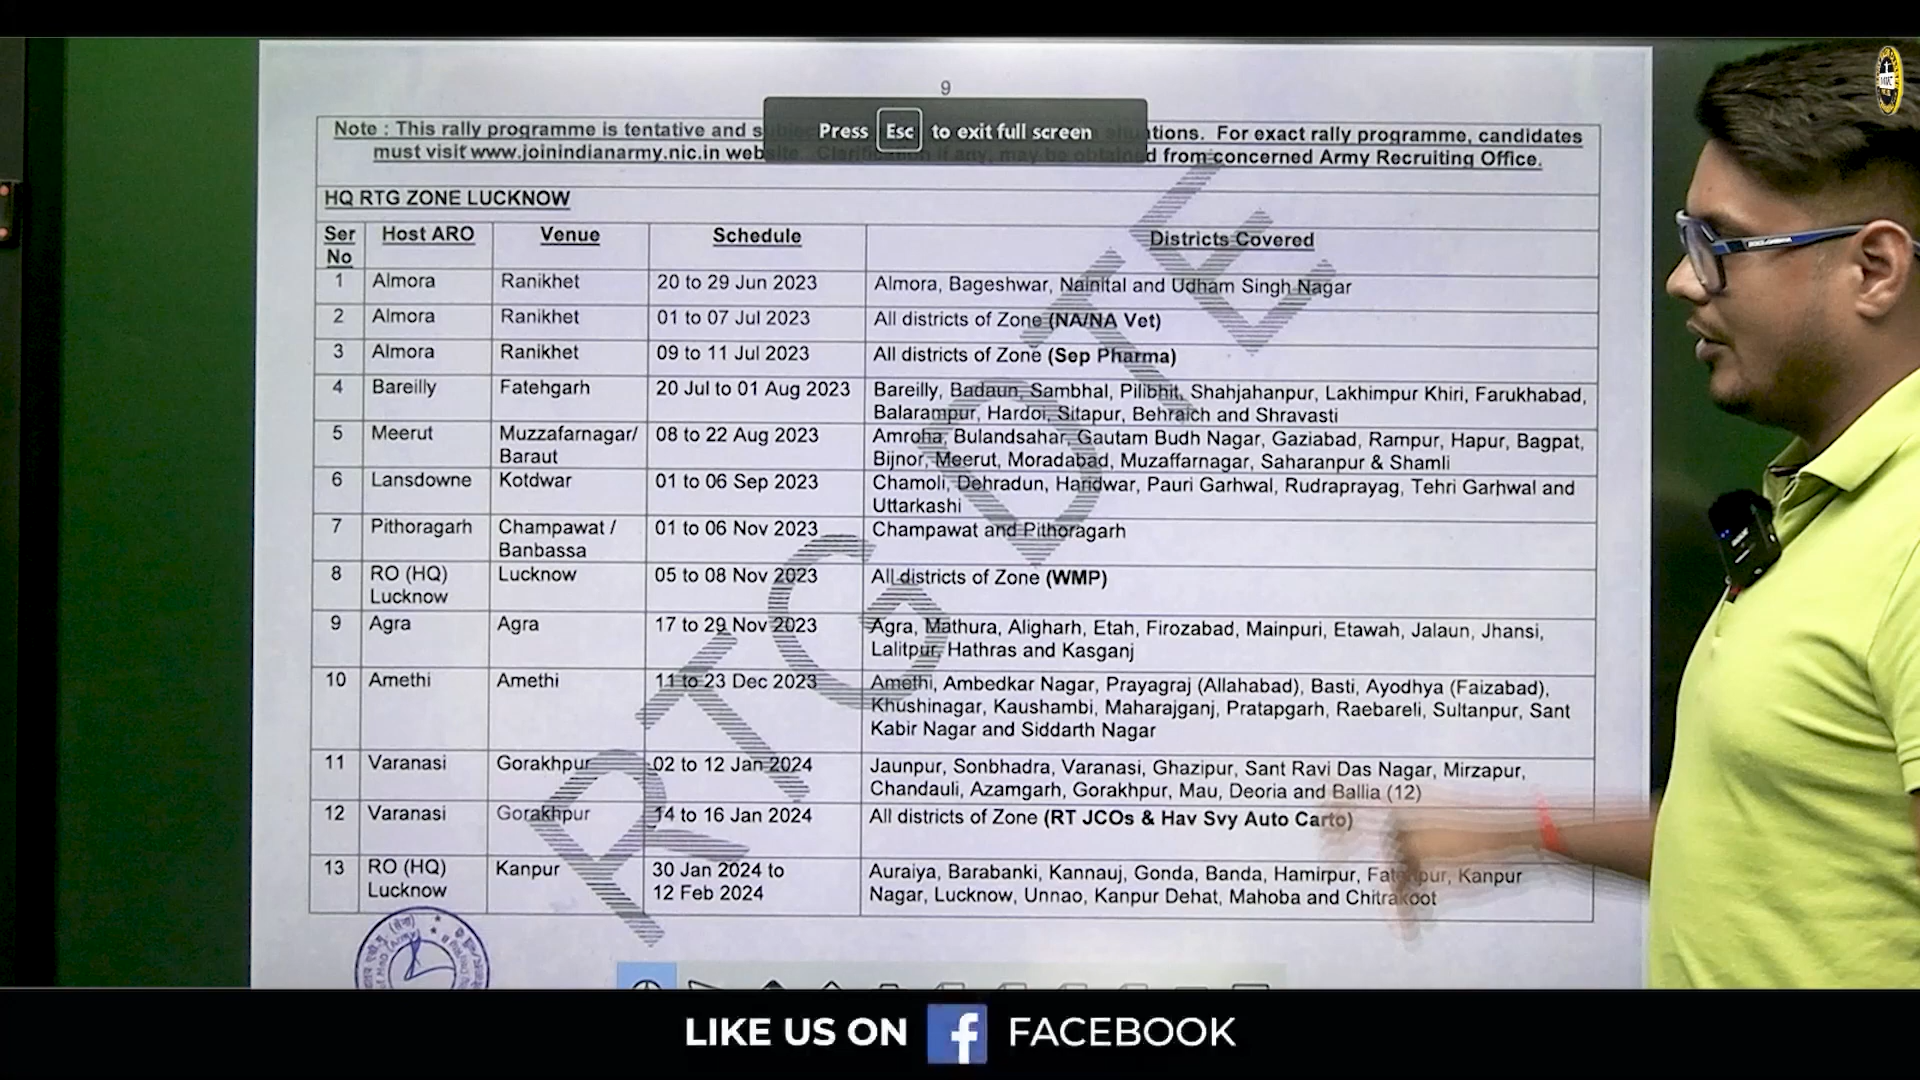 9
Note : This rally programme is tentative and situations. For exact rally programme, candidates
must visit www.joinindianarmy.nic.in website. Clarification if any, may be obtained from concerned Army Recruiting Office.
Press Esc to exit full screen
HQ RTG ZONE LUCKNOW
Ser No Host ARO Venue Schedule Districts Covered
1 Almora Ranikhet 20 to 29 Jun 2023 Almora, Bageshwar, Nainital and Udham Singh Nagar
2 Almora Ranikhet 01 to 07 Jul 2023 All districts of Zone (NA/NA Vet)
3 Almora Ranikhet 09 to 11 Jul 2023 All districts of Zone (Sep Pharma)
4 Bareilly Fatehgarh 20 Jul to 01 Aug 2023 Bareilly, Badaun, Sambhal, Pilibhit, Shahjahanpur, Lakhimpur Khiri, Farukhabad,
Balarampur, Hardoi, Sitapur, Behraich and Shravasti
5 Meerut Muzzafarnagar/ 08 to 22 Aug 2023 Amroha, Bulandsahar, Gautam Budh Nagar, Gaziabad, Rampur, Hapur, Bagpat,
Baraut Bijnor, Meerut, Moradabad, Muzaffarnagar, Saharanpur & Shamli
6 Lansdowne Kotdwar 01 to 06 Sep 2023 Chamoli, Dehradun, Haridwar, Pauri Garhwal, Rudraprayag, Tehri Garhwal and
Uttarkashi
7 Pithoragarh Champawat / 01 to 06 Nov 2023 Champawat and Pithoragarh
Banbassa
8 RO (HQ) Lucknow 05 to 08 Nov 2023 All districts of Zone (WMP)
Lucknow
9 Agra Agra 17 to 29 Nov 2023 Agra, Mathura, Aligharh, Etah, Firozabad, Mainpuri, Etawah, Jalaun, Jhansi,
Lalitpur, Hathras and Kasganj
10 Amethi Amethi 11 to 23 Dec 2023 Amethi, Ambedkar Nagar, Prayagraj (Allahabad), Basti, Ayodhya (Faizabad),
Khushinagar, Kaushambi, Maharajganj, Pratapgarh, Raebareli, Sultanpur, Sant
Kabir Nagar and Siddarth Nagar
11 Varanasi Gorakhpur 02 to 12 Jan 2024 Jaunpur, Sonbhadra, Varanasi, Ghazipur, Sant Ravi Das Nagar, Mirzapur,
Chandauli, Azamgarh, Gorakhpur, Mau, Deoria and Ballia (12)
12 Varanasi Gorakhpur 14 to 16 Jan 2024 All districts of Zone (RT JCOs & Hav Svy Auto Carto)
13 RO (HQ) Kanpur 30 Jan 2024 to Auraiya, Barabanki, Kannauj, Gonda, Banda, Hamirpur, Fatehpur, Kanpur
Lucknow 12 Feb 2024 Nagar, Lucknow, Unnao, Kanpur Dehat, Mahoba and Chitrakoot
RTG DTE
LIKE US ON f FACEBOOK